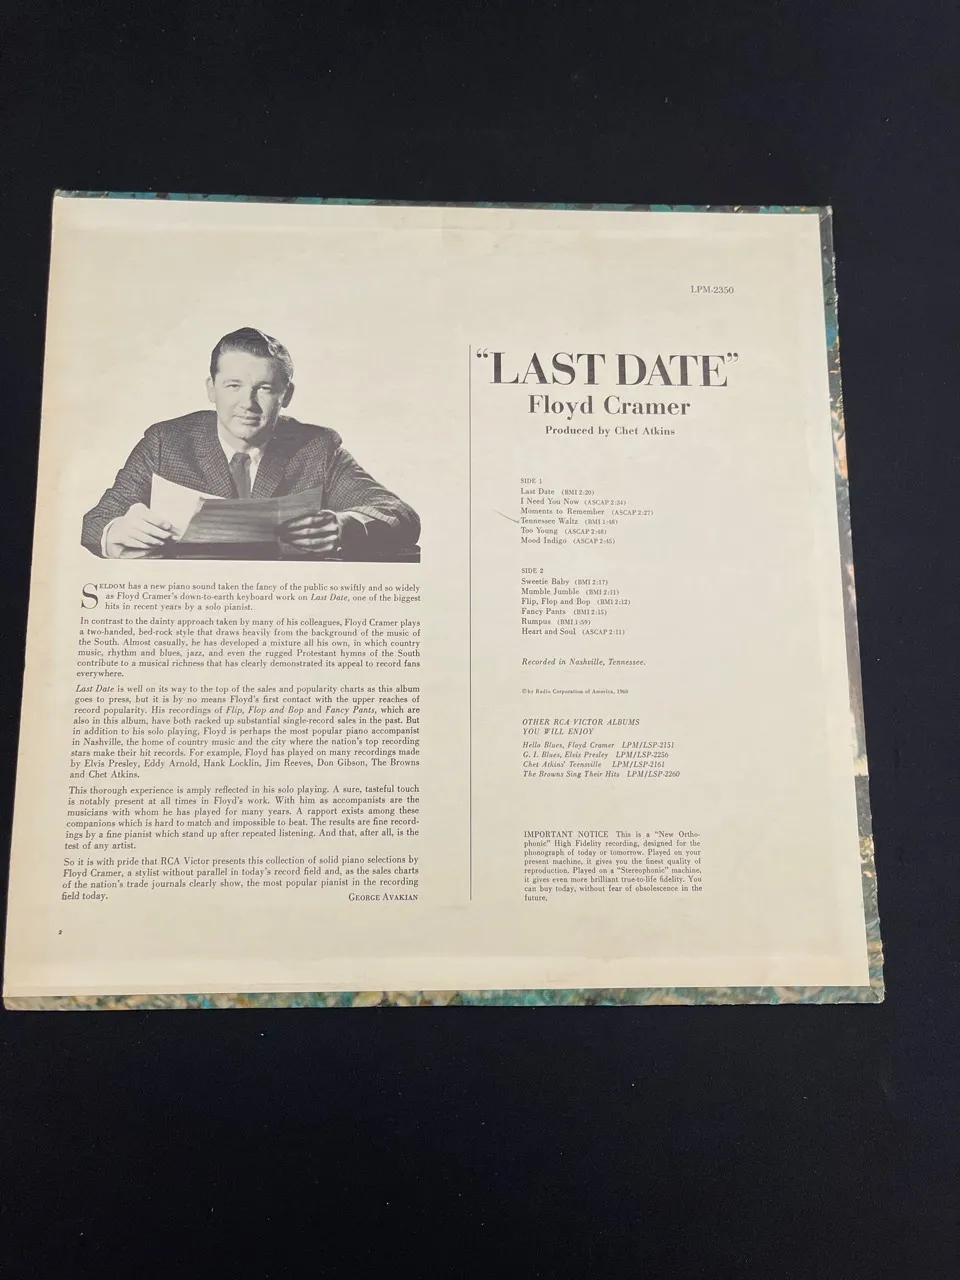 LPM-2350
"LAST DATE"
Floyd Cramer
Produced by Chet Atkins
SIDE 1
Last Date (BMI 2:20)
I Need You Now (ASCAP 2:34)
Moments to Remember (ASCAP 2:27)
Tennessee Waltz (BMI 1:48)
Too Young (ASCAP 2:48)
Mood Indigo (ASCAP 2:45)
SIDE 2
Sweetie Baby (BMI 2:17)
Mumble Jumble (BMI 2:11)
Flip, Flop and Bop (BMI 2:12)
Fancy Pants (BMI 2:15)
Rumpus (BMI 1:59)
Heart and Soul (ASCAP 2:11)
Recorded in Nashville, Tennessee.
© by Radio Corporation of America, 1960
OTHER RCA VICTOR ALBUMS
YOU WILL ENJOY
Hello Blues, Floyd Cramer LPM/LSP-2151
G. I. Blues, Elvis Presley LPM/LSP-2256
Chet Atkins' Teensville LPM/LSP-2161
The Browns Sing Their Hits LPM/LSP-2260
IMPORTANT NOTICE This is a "New Ortho-
phonic" High Fidelity recording, designed for the
phonograph of today or tomorrow. Played on your
present machine, it gives you the finest quality of
reproduction. Played on a "Stereophonic" machine,
it gives even more brilliant true-to-life fidelity. You
can buy today, without fear of obsolescence in the
future.
SELDOM has a new piano sound taken the fancy of the public so swiftly and so widely
as Floyd Cramer's down-to-earth keyboard work on Last Date, one of the biggest
hits in recent years by a solo pianist.
In contrast to the dainty approach taken by many of his colleagues, Floyd Cramer plays
a two-handed, bed-rock style that draws heavily from the background of the music of
the South. Almost casually, he has developed a mixture all his own, in which country
music, rhythm and blues, jazz, and even the rugged Protestant hymns of the South
contribute to a musical richness that has clearly demonstrated its appeal to record fans
everywhere.
Last Date is well on its way to the top of the sales and popularity charts as this album
goes to press, but it is by no means Floyd's first contact with the upper reaches of
record popularity. His recordings of Flip, Flop and Bop and Fancy Pants, which are
also in this album, have both racked up substantial single-record sales in the past. But
in addition to his solo playing, Floyd is perhaps the most popular piano accompanist
in Nashville, the home of country music and the city where the nation's top recording
stars make their hit records. For example, Floyd has played on many recordings made
by Elvis Presley, Eddy Arnold, Hank Locklin, Jim Reeves, Don Gibson, The Browns
and Chet Atkins.
This thorough experience is amply reflected in his solo playing. A sure, tasteful touch
is notably present at all times in Floyd's work. With him as accompanists are the
musicians with whom he has played for many years. A rapport exists among these
companions which is hard to match and impossible to beat. The results are fine record-
ings by a fine pianist which stand up after repeated listening. And that, after all, is the
test of any artist.
So it is with pride that RCA Victor presents this collection of solid piano selections by
Floyd Cramer, a stylist without parallel in today's record field and, as the sales charts
of the nation's trade journals clearly show, the most popular pianist in the recording
field today.
GEORGE AVAKIAN
2